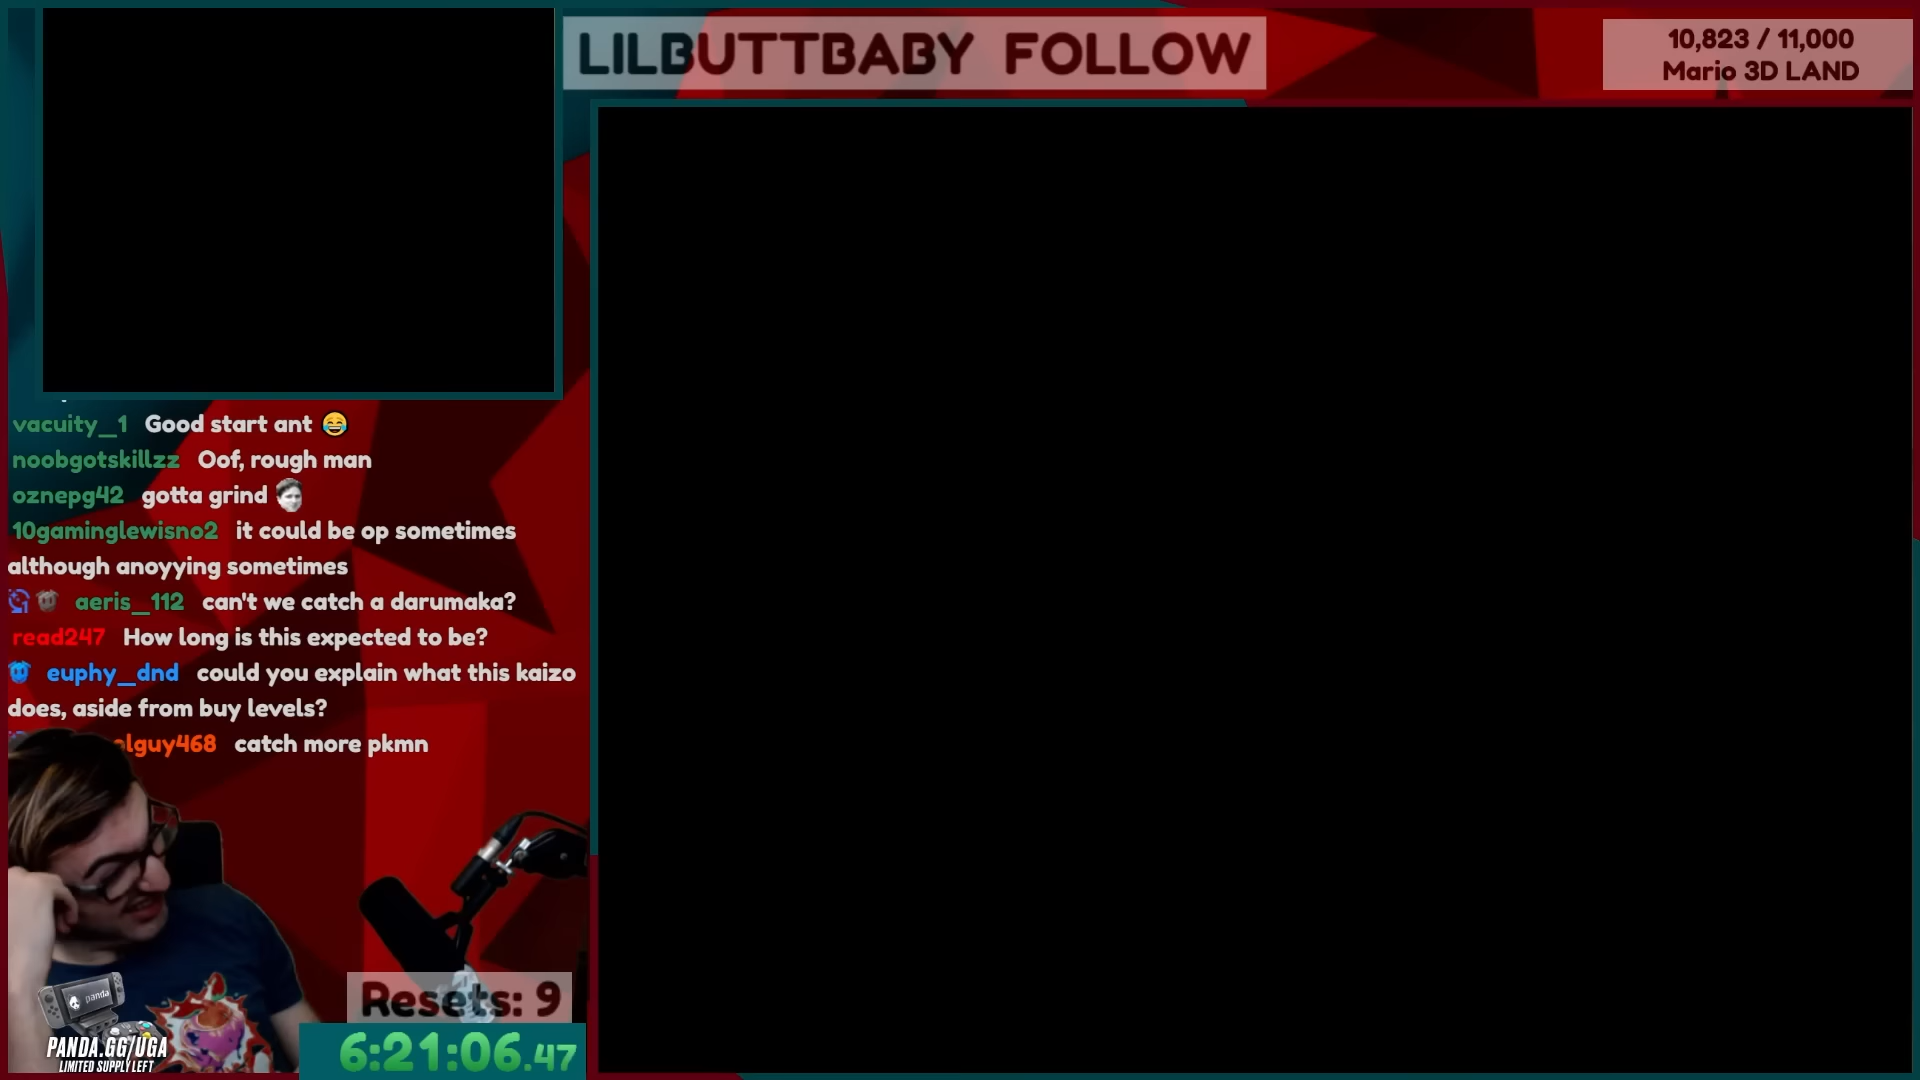 LILBUTTBABY FOLLOW
10,823 / 11,000
Mario 3D LAND
vacuity_1 Good start ant 😂
noobgotskillzz Oof, rough man
oznepg42 gotta grind
10gaminglewisno2 it could be op sometimes
although anoyying sometimes
aeris_112 can't we catch a darumaka?
read247 How long is this expected to be?
euphy_dnd could you explain what this kaizo
does, aside from buy levels?
olguy468 catch more pkmn
panda
Resets: 9
PANDA.GG/UGA
LIMITED SUPPLY LEFT
6:21:06.47